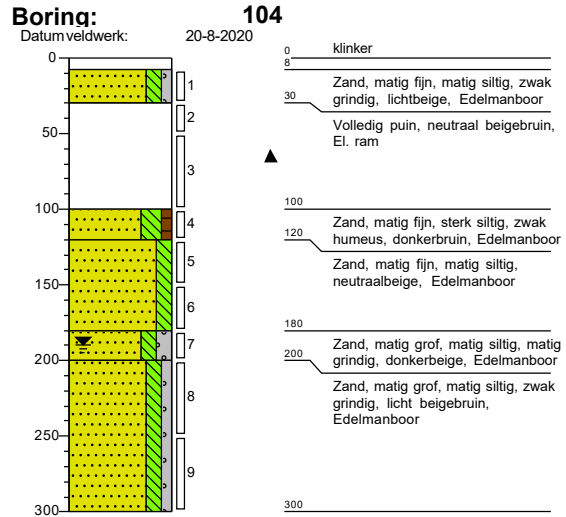 Boring: 104
Datum veldwerk: 20-8-2020
0
50
100
150
200
250
300
1
2
3
4
5
6
7
8
9
0 klinker
8
Zand, matig fijn, matig siltig, zwak
grindig, lichtbeige, Edelmanboor
30
Volledig puin, neutraal beigebruin,
El. ram
100
Zand, matig fijn, sterk siltig, zwak
humeus, donkerbruin, Edelmanboor
120
Zand, matig fijn, matig siltig,
neutraalbeige, Edelmanboor
180
Zand, matig grof, matig siltig, matig
grindig, donkerbeige, Edelmanboor
200
Zand, matig grof, matig siltig, zwak
grindig, licht beigebruin,
Edelmanboor
300